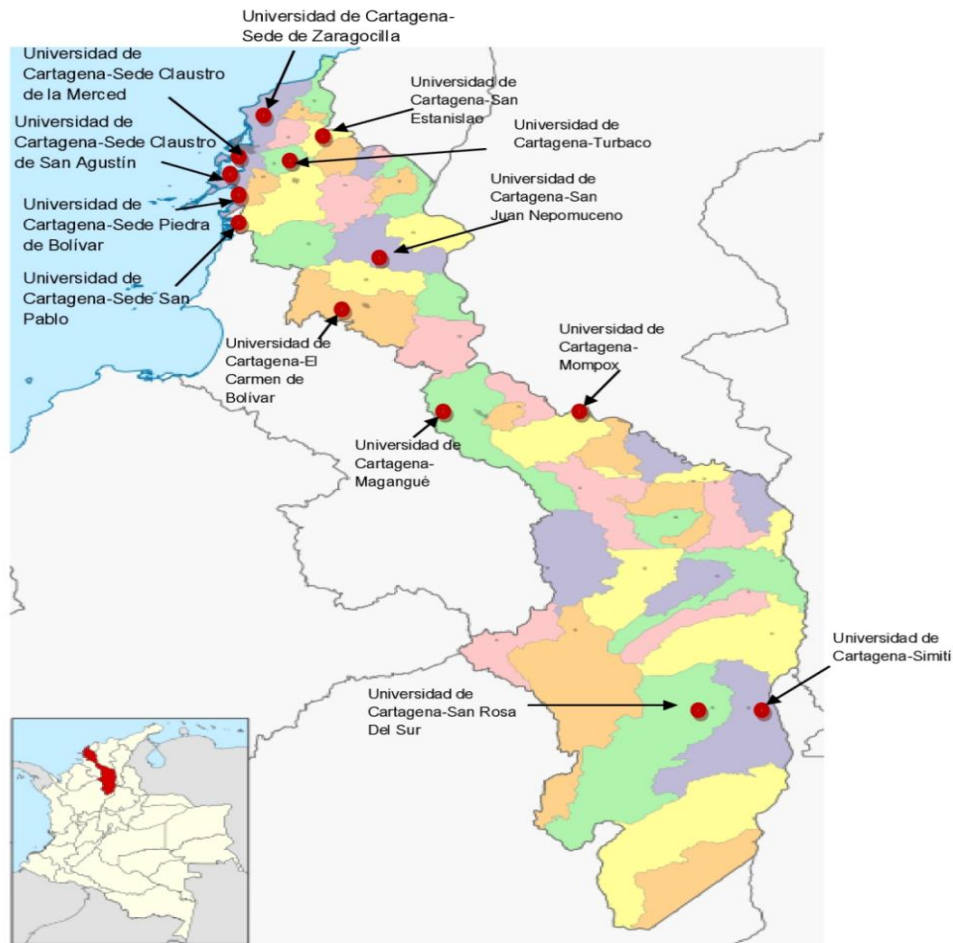 Universidad de Cartagena-
Sede de Zaragocilla
Universidad de
Cartagena-Sede Claustro
de la Merced
Universidad de
Cartagena-San
Estanislao
Universidad de
Cartagena-Sede Claustro
de San Agustín
Universidad de
Cartagena-Turbaco
Universidad de
Cartagena-San
Juan Nepomuceno
Universidad de
Cartagena-Sede Piedra
de Bolívar
Universidad de
Cartagena-Sede San
Pablo
Universidad de
Cartagena-El
Carmen de
Bolívar
Universidad de
Cartagena-
Mompox
Universidad de
Cartagena-
Magangué
Universidad de
Cartagena-Simiti
Universidad de
Cartagena-San Rosa
Del Sur